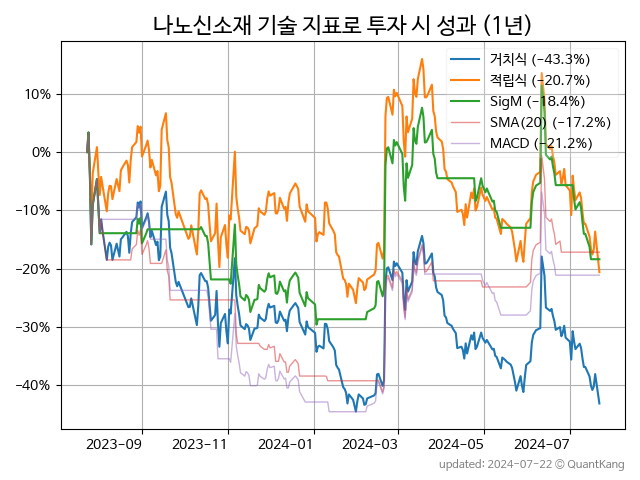 나노신소재 기술 지표로 투자 시 성과 (1년)
거치식 (−43.3%)
적립식 (−20.7%)
SigM (−18.4%)
SMA(20) (−17.2%)
MACD (−21.2%)
10%
0%
−10%
−20%
−30%
−40%
2023-09 2023-11 2024-01 2024-03 2024-05 2024-07
updated: 2024-07-22 © QuantKang